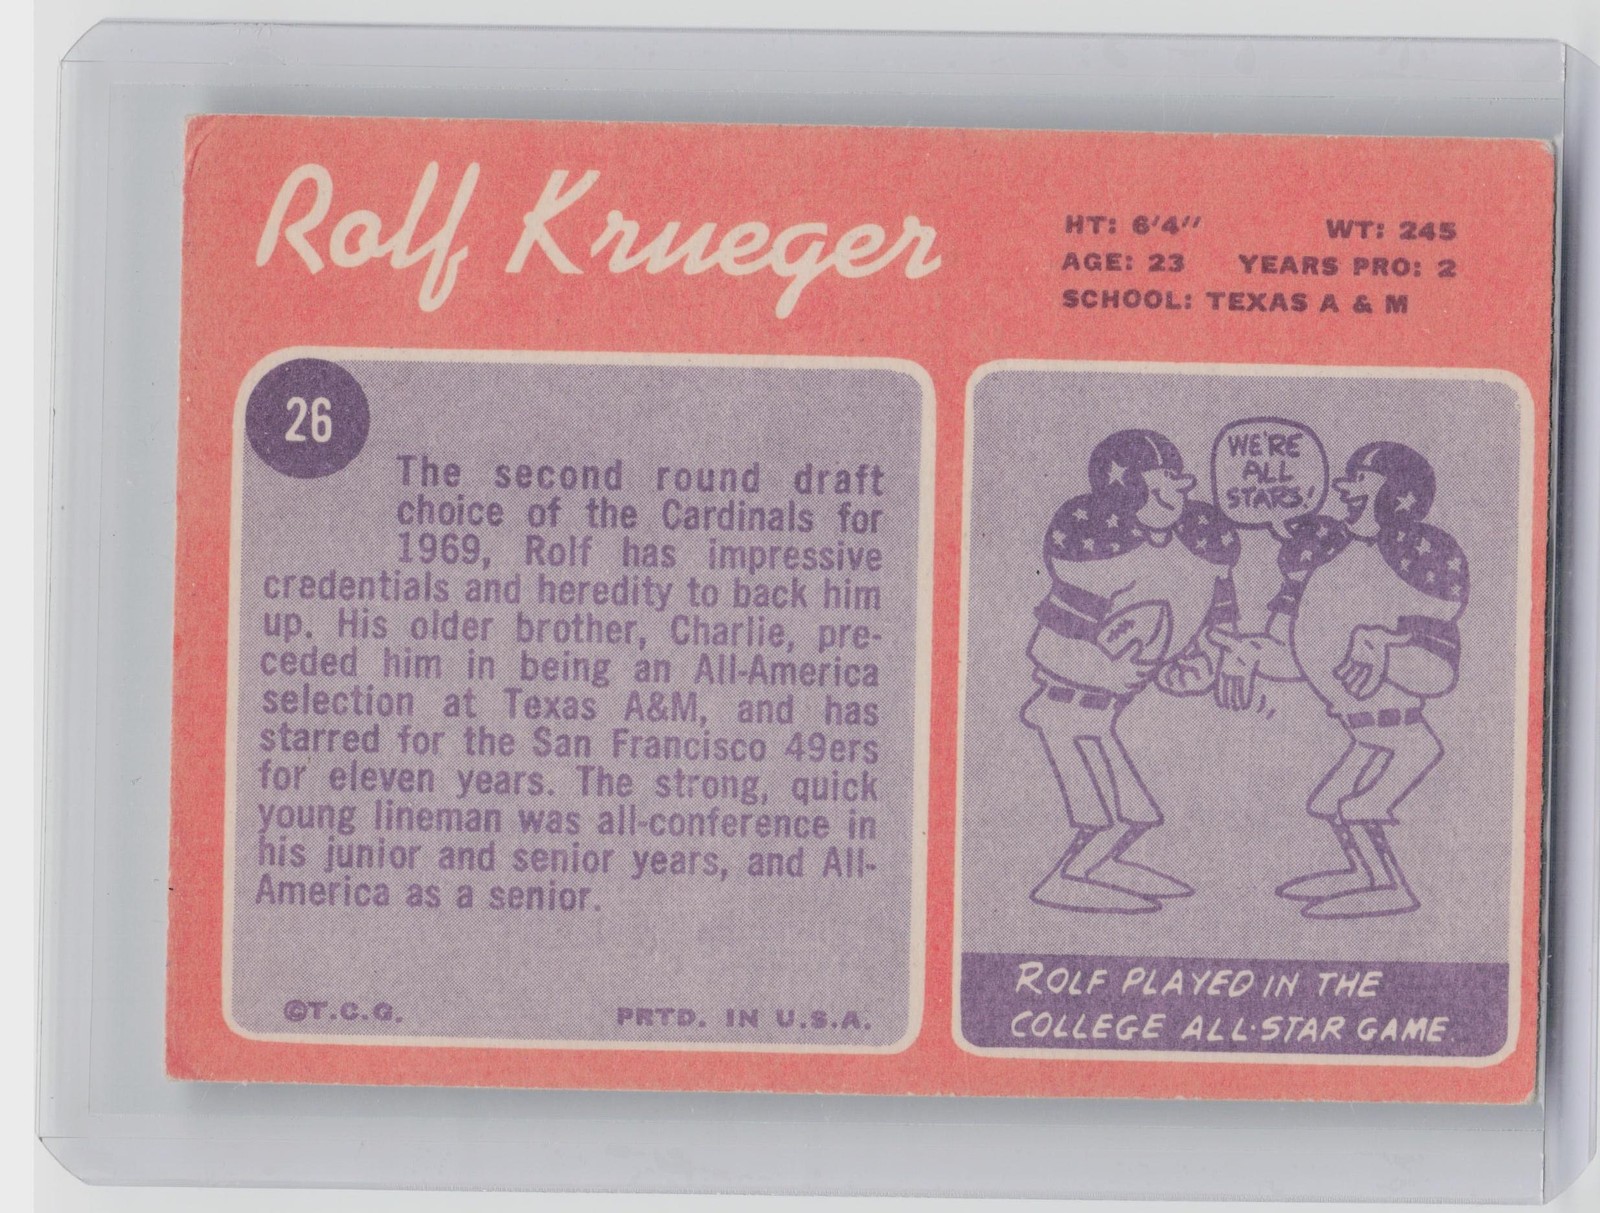 Rolf Krueger
HT: 6'4" WT: 245
AGE: 23 YEARS PRO: 2
SCHOOL: TEXAS A & M
26
The second round draft
choice of the Cardinals for
1969, Rolf has impressive
credentials and heredity to back him
up. His older brother, Charlie, pre-
ceded him in being an All-America
selection at Texas A&M, and has
starred for the San Francisco 49ers
for eleven years. The strong, quick
young lineman was all-conference in
his junior and senior years, and All-
America as a senior.
©T.C.G. PRTD. IN U.S.A.
WE'RE
ALL
STARS!
ROLF PLAYED IN THE
COLLEGE ALL-STAR GAME.